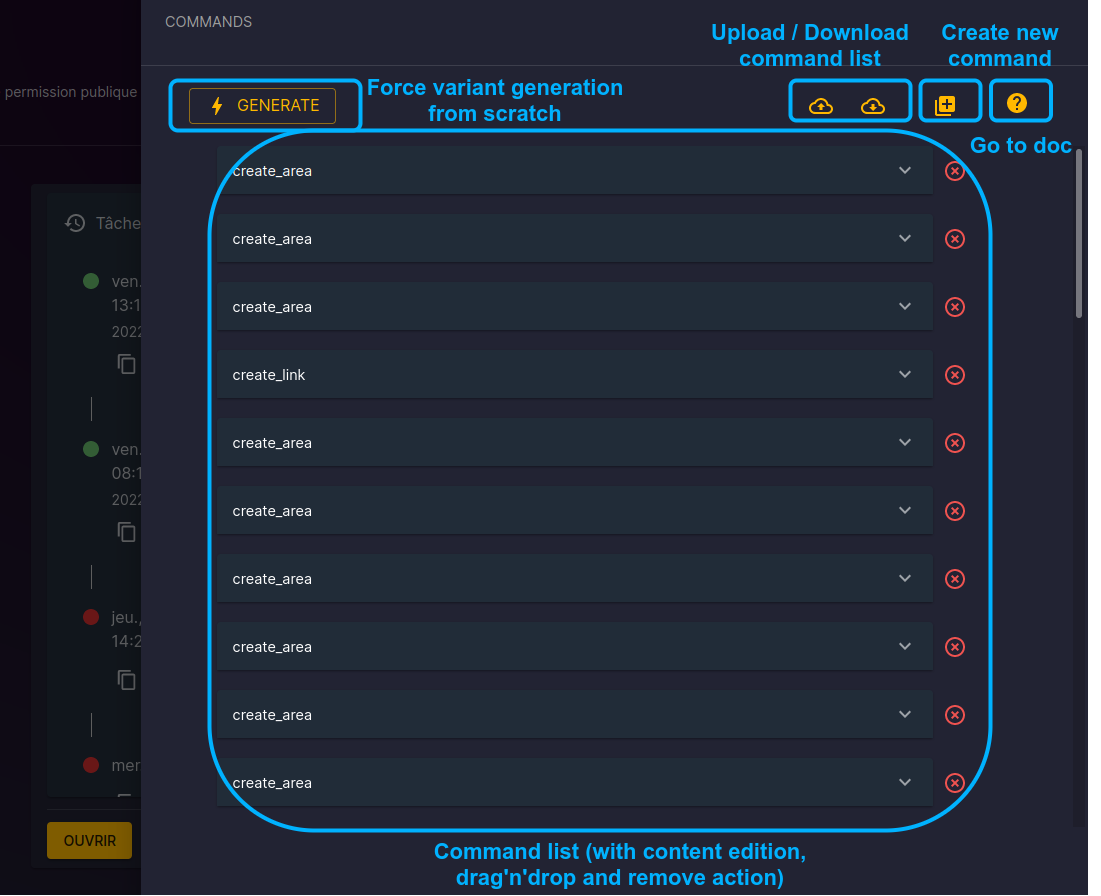 COMMANDS
Upload / Download
command list
Create new
command
permission publique
GENERATE
Force variant generation
from scratch
Go to doc
create_area
create_area
create_area
create_link
create_area
create_area
create_area
create_area
create_area
create_area
Tâche
ven.
13:1
2022
ven.
08:1
2022
jeu.,
14:2
mer
OUVRIR
Command list (with content edition,
drag'n'drop and remove action)